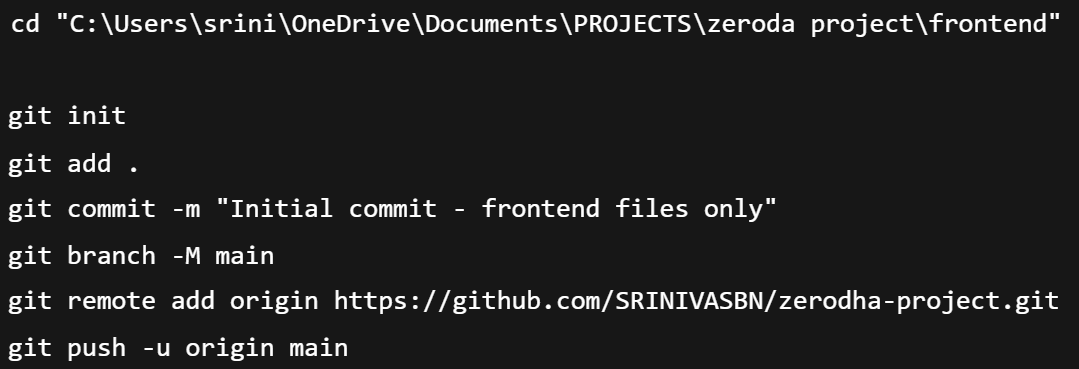 cd "C:\Users\srini\OneDrive\Documents\PROJECTS\zeroda project\frontend"
git init
git add .
git commit -m "Initial commit - frontend files only"
git branch -M main
git remote add origin https://github.com/SRINIVASBN/zerodha-project.git
git push -u origin main